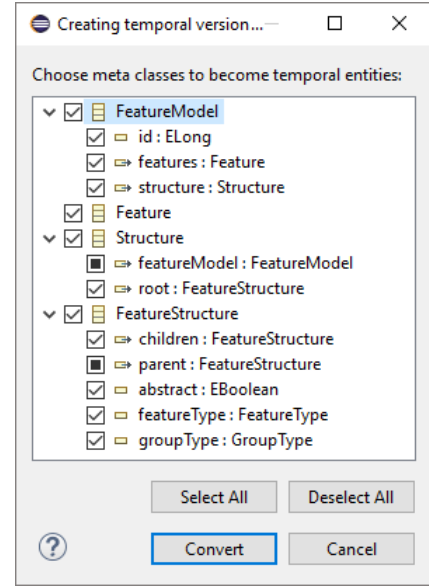 Creating temporal version...
Choose meta classes to become temporal entities:
FeatureModel
id : ELong
features : Feature
structure : Structure
Feature
Structure
featureModel : FeatureModel
root : FeatureStructure
FeatureStructure
children : FeatureStructure
parent : FeatureStructure
abstract : EBoolean
featureType : FeatureType
groupType : GroupType
Select All Deselect All
? Convert Cancel